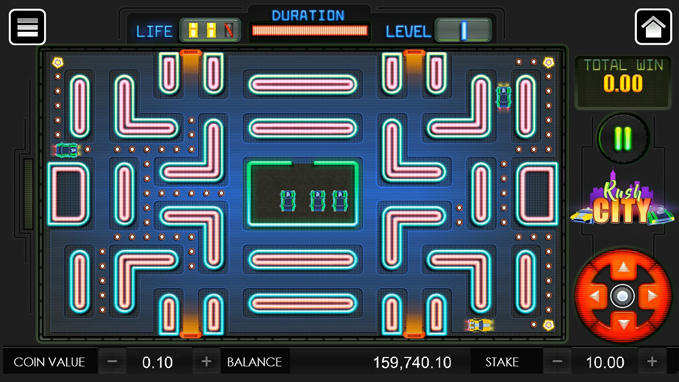 DURATION
LIFE
LEVEL 1
TOTAL WIN
0.00
Rush
CITY
COIN VALUE - 0.10 + BALANCE 159,740.10 STAKE - 10.00 +